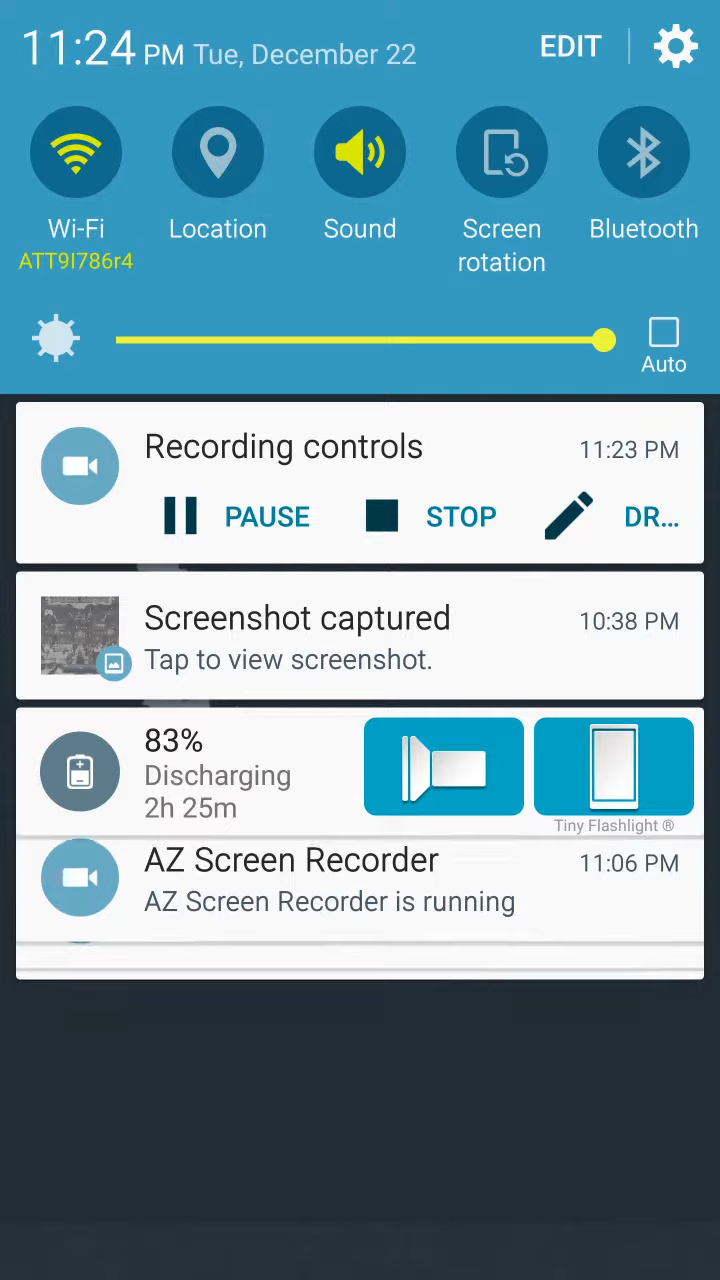 11:24 PM Tue, December 22 EDIT
Wi-Fi Location Sound Screen rotation Bluetooth
ATT9I786r4
Auto
Recording controls 11:23 PM
PAUSE STOP DR...
Screenshot captured 10:38 PM
Tap to view screenshot.
83%
Discharging
2h 25m
Tiny Flashlight ®
AZ Screen Recorder 11:06 PM
AZ Screen Recorder is running